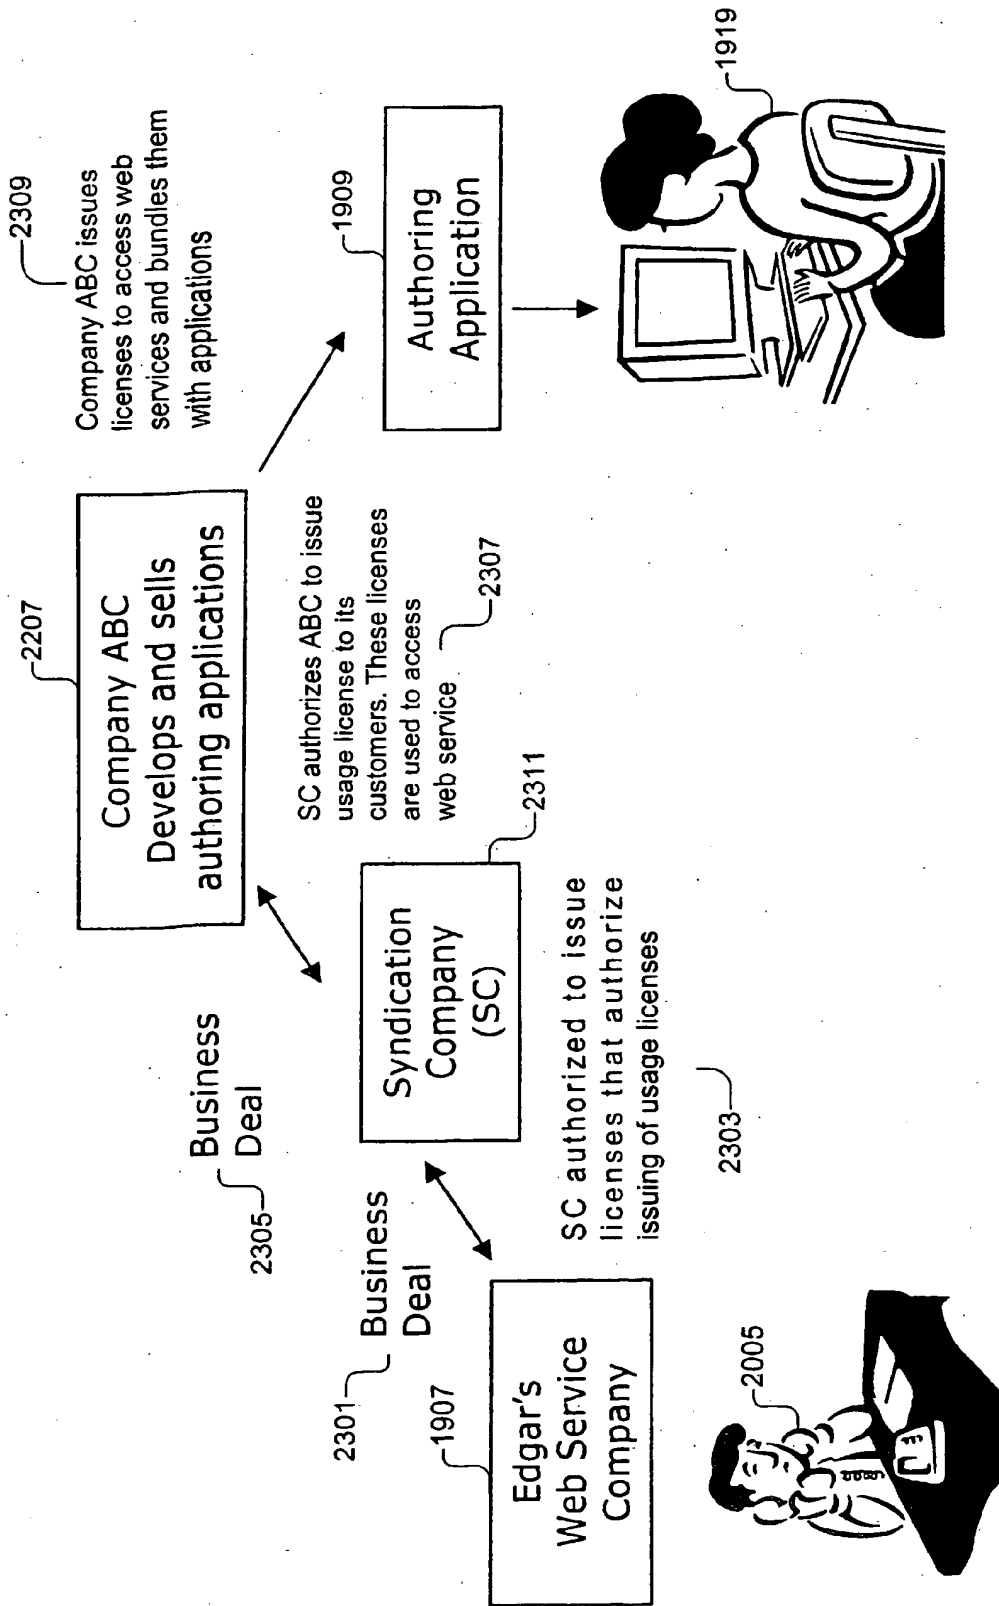 2207
Company ABC
Develops and sells
authoring applications
2309
Company ABC issues
licenses to access web
services and bundles them
with applications
2305
Business
Deal
SC authorizes ABC to issue
usage license to its
customers. These licenses
are used to access
web service
2307
1909
Authoring
Application
2301
Business
Deal
Syndication
Company
(SC)
2311
1919
1907
Edgar's
Web Service
Company
SC authorized to issue
licenses that authorize
issuing of usage licenses
2303
2005